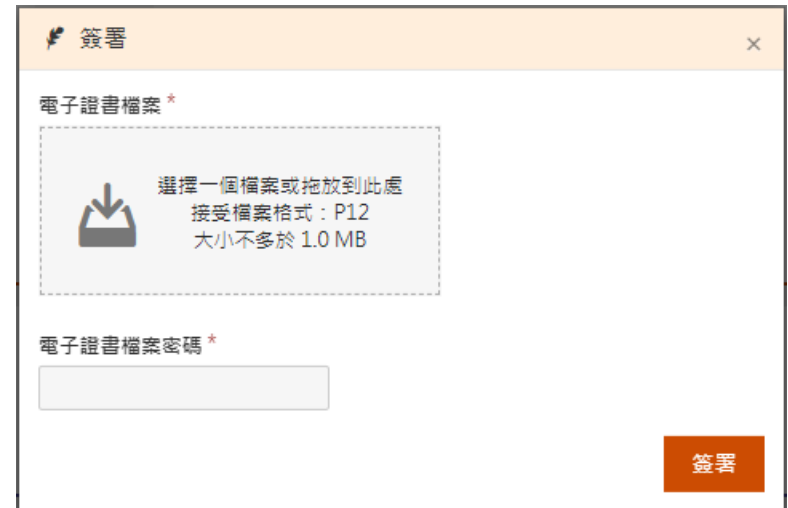 簽署
×
電子證書檔案 *
選擇一個檔案或拖放到此處
接受檔案格式：P12
大小不多於 1.0 MB
電子證書檔案密碼 *
簽署